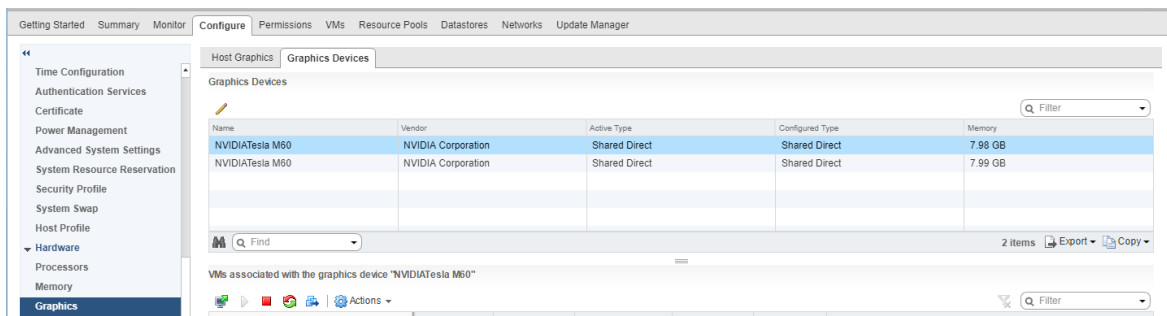 Getting Started Summary Monitor Configure Permissions VMs Resource Pools Datastores Networks Update Manager
Time Configuration
Authentication Services
Certificate
Power Management
Advanced System Settings
System Resource Reservation
Security Profile
System Swap
Host Profile
Hardware
Processors
Memory
Graphics
Host Graphics Graphics Devices
Graphics Devices
Filter
Name Vendor Active Type Configured Type Memory
NVIDIATesla M60 NVIDIA Corporation Shared Direct Shared Direct 7.98 GB
NVIDIATesla M60 NVIDIA Corporation Shared Direct Shared Direct 7.99 GB
Find 2 items Export Copy
VMs associated with the graphics device "NVIDIATesla M60"
Actions Filter